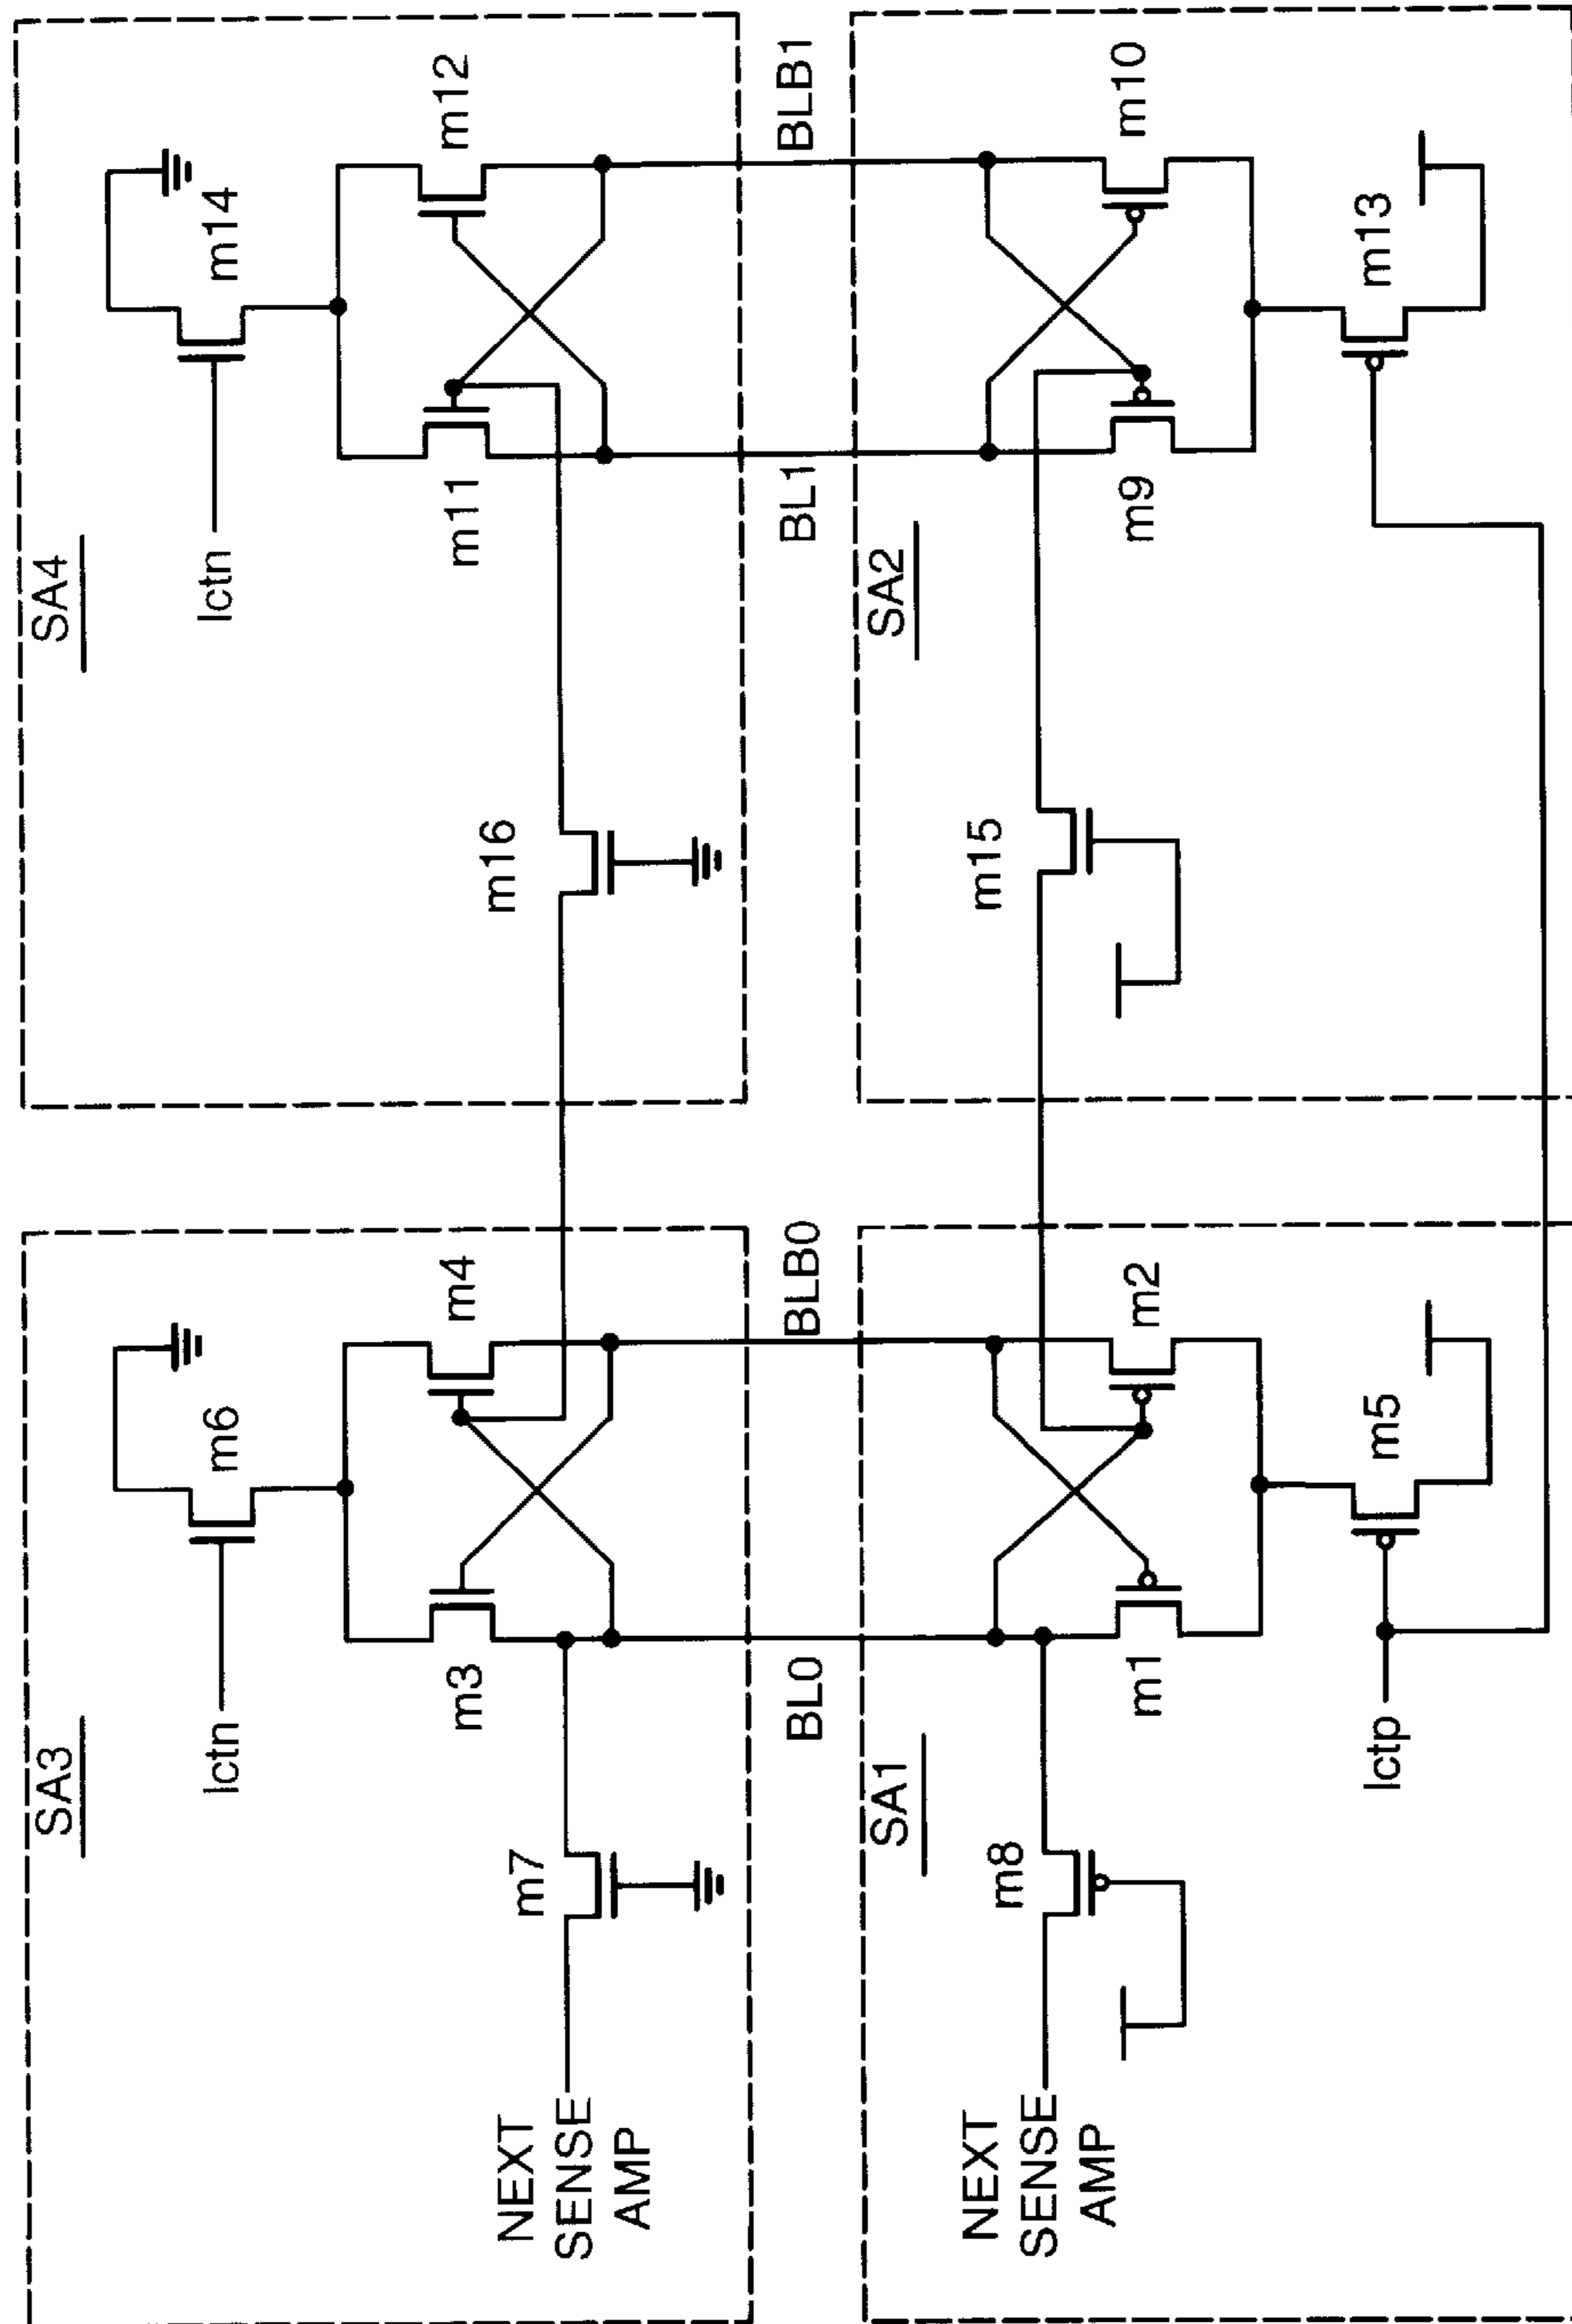 SA3
SA4
lctn
m6
lctn
m14
m3
m4
m11
m12
NEXT
SENSE
AMP
m7
m16
BL0
BLB0
BL1
BLB1
SA1
SA2
NEXT
SENSE
AMP
m8
m15
m1
m2
m9
m10
lctp
m5
m13